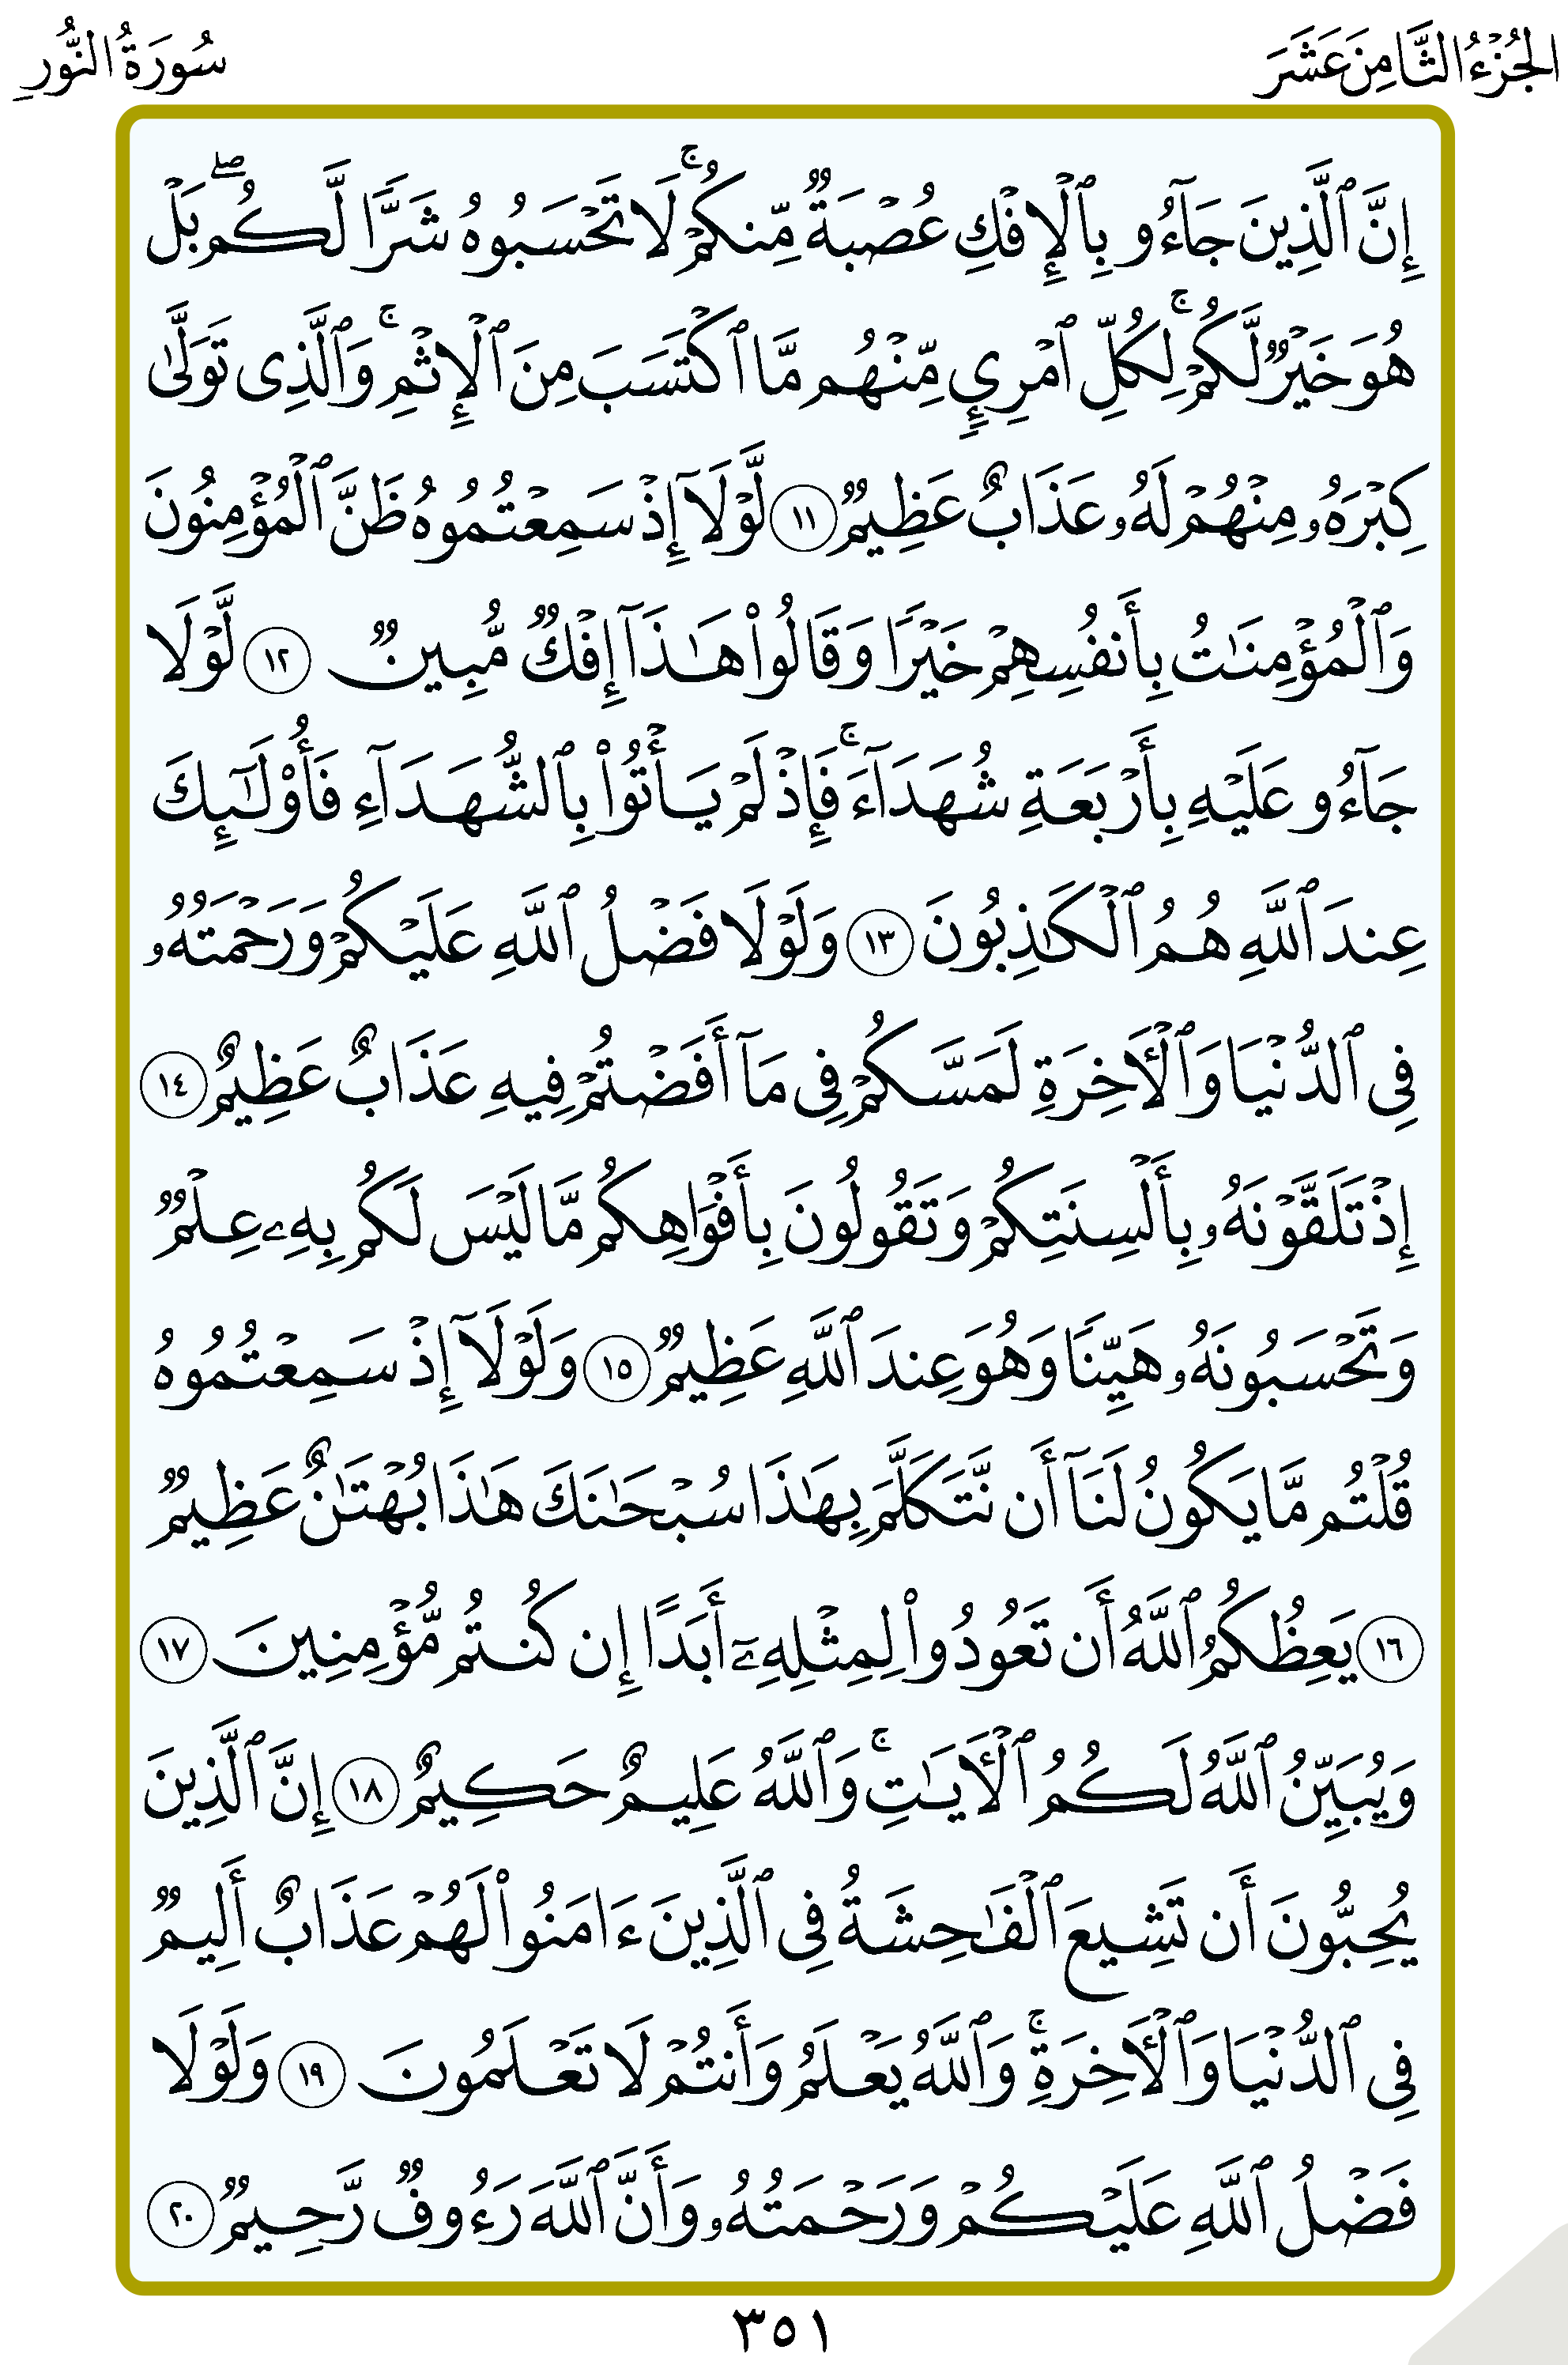 الجُزْءُ الثَّامِنَ عَشَرَ
سُورَةُ النُّورِ
إِنَّ ٱلَّذِينَ جَآءُو بِٱلْإِفْكِ عُصْبَةٌ مِّنكُمْۚ لَا تَحْسَبُوهُ شَرًّا لَّكُمۖ بَلْ
هُوَ خَيْرٌ لَّكُمْۚ لِكُلِّ ٱمْرِئٍ مِّنْهُم مَّا ٱكْتَسَبَ مِنَ ٱلْإِثْمِۚ وَٱلَّذِى تَوَلَّىٰ
كِبْرَهُۥ مِنْهُمْ لَهُۥ عَذَابٌ عَظِيمٌ ١١ لَّوْلَآ إِذْ سَمِعْتُمُوهُ ظَنَّ ٱلْمُؤْمِنُونَ
وَٱلْمُؤْمِنَٰتُ بِأَنفُسِهِمْ خَيْرًا وَقَالُوا۟ هَٰذَآ إِفْكٌ مُّبِينٌ ١٢ لَّوْلَا
جَآءُو عَلَيْهِ بِأَرْبَعَةِ شُهَدَآءَۚ فَإِذْ لَمْ يَأْتُوا۟ بِٱلشُّهَدَآءِ فَأُو۟لَٰٓئِكَ
عِندَ ٱللَّهِ هُمُ ٱلْكَٰذِبُونَ ١٣ وَلَوْلَا فَضْلُ ٱللَّهِ عَلَيْكُمْ وَرَحْمَتُهُۥ
فِى ٱلدُّنْيَا وَٱلْأَخِرَةِ لَمَسَّكُمْ فِى مَآ أَفَضْتُمْ فِيهِ عَذَابٌ عَظِيمٌ ١٤
إِذْ تَلَقَّوْنَهُۥ بِأَلْسِنَتِكُمْ وَتَقُولُونَ بِأَفْوَاهِكُم مَّا لَيْسَ لَكُم بِهِۦ عِلْمٌ
وَتَحْسَبُونَهُۥ هَيِّنًا وَهُوَ عِندَ ٱللَّهِ عَظِيمٌ ١٥ وَلَوْلَآ إِذْ سَمِعْتُمُوهُ
قُلْتُم مَّا يَكُونُ لَنَآ أَن نَّتَكَلَّمَ بِهَٰذَا سُبْحَٰنَكَ هَٰذَا بُهْتَٰنٌ عَظِيمٌ
١٦ يَعِظُكُمُ ٱللَّهُ أَن تَعُودُوا۟ لِمِثْلِهِۦٓ أَبَدًا إِن كُنتُم مُّؤْمِنِينَ ١٧
وَيُبَيِّنُ ٱللَّهُ لَكُمُ ٱلْأَيَٰتِۚ وَٱللَّهُ عَلِيمٌ حَكِيمٌ ١٨ إِنَّ ٱلَّذِينَ
يُحِبُّونَ أَن تَشِيعَ ٱلْفَٰحِشَةُ فِى ٱلَّذِينَ ءَامَنُوا۟ لَهُمْ عَذَابٌ أَلِيمٌ
فِى ٱلدُّنْيَا وَٱلْأَخِرَةِۚ وَٱللَّهُ يَعْلَمُ وَأَنتُمْ لَا تَعْلَمُونَ ١٩ وَلَوْلَا
فَضْلُ ٱللَّهِ عَلَيْكُمْ وَرَحْمَتُهُۥ وَأَنَّ ٱللَّهَ رَءُوفٌ رَّحِيمٌ ٢٠
٣٥١